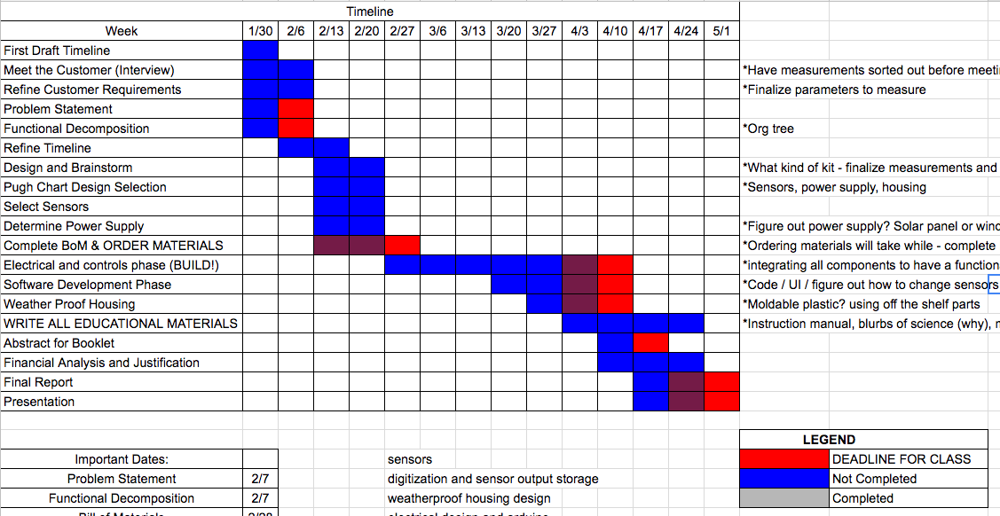 Timeline
Week 1/30 2/6 2/13 2/20 2/27 3/6 3/13 3/20 3/27 4/3 4/10 4/17 4/24 5/1
First Draft Timeline
Meet the Customer (Interview) *Have measurements sorted out before meeti
Refine Customer Requirements *Finalize parameters to measure
Problem Statement
Functional Decomposition *Org tree
Refine Timeline
Design and Brainstorm *What kind of kit - finalize measurements and
Pugh Chart Design Selection *Sensors, power supply, housing
Select Sensors
Determine Power Supply *Figure out power supply? Solar panel or wind
Complete BoM & ORDER MATERIALS *Ordering materials will take while - complete
Electrical and controls phase (BUILD!) *integrating all components to have a function
Software Development Phase *Code / UI / figure out how to change sensors
Weather Proof Housing *Moldable plastic? using off the shelf parts
WRITE ALL EDUCATIONAL MATERIALS *Instruction manual, blurbs of science (why),
Abstract for Booklet
Financial Analysis and Justification
Final Report
Presentation
LEGEND
Important Dates: sensors DEADLINE FOR CLASS
Problem Statement 2/7 digitization and sensor output storage Not Completed
Functional Decomposition 2/7 weatherproof housing design Completed
Bill of Materials 2/28 electrical design and arduino